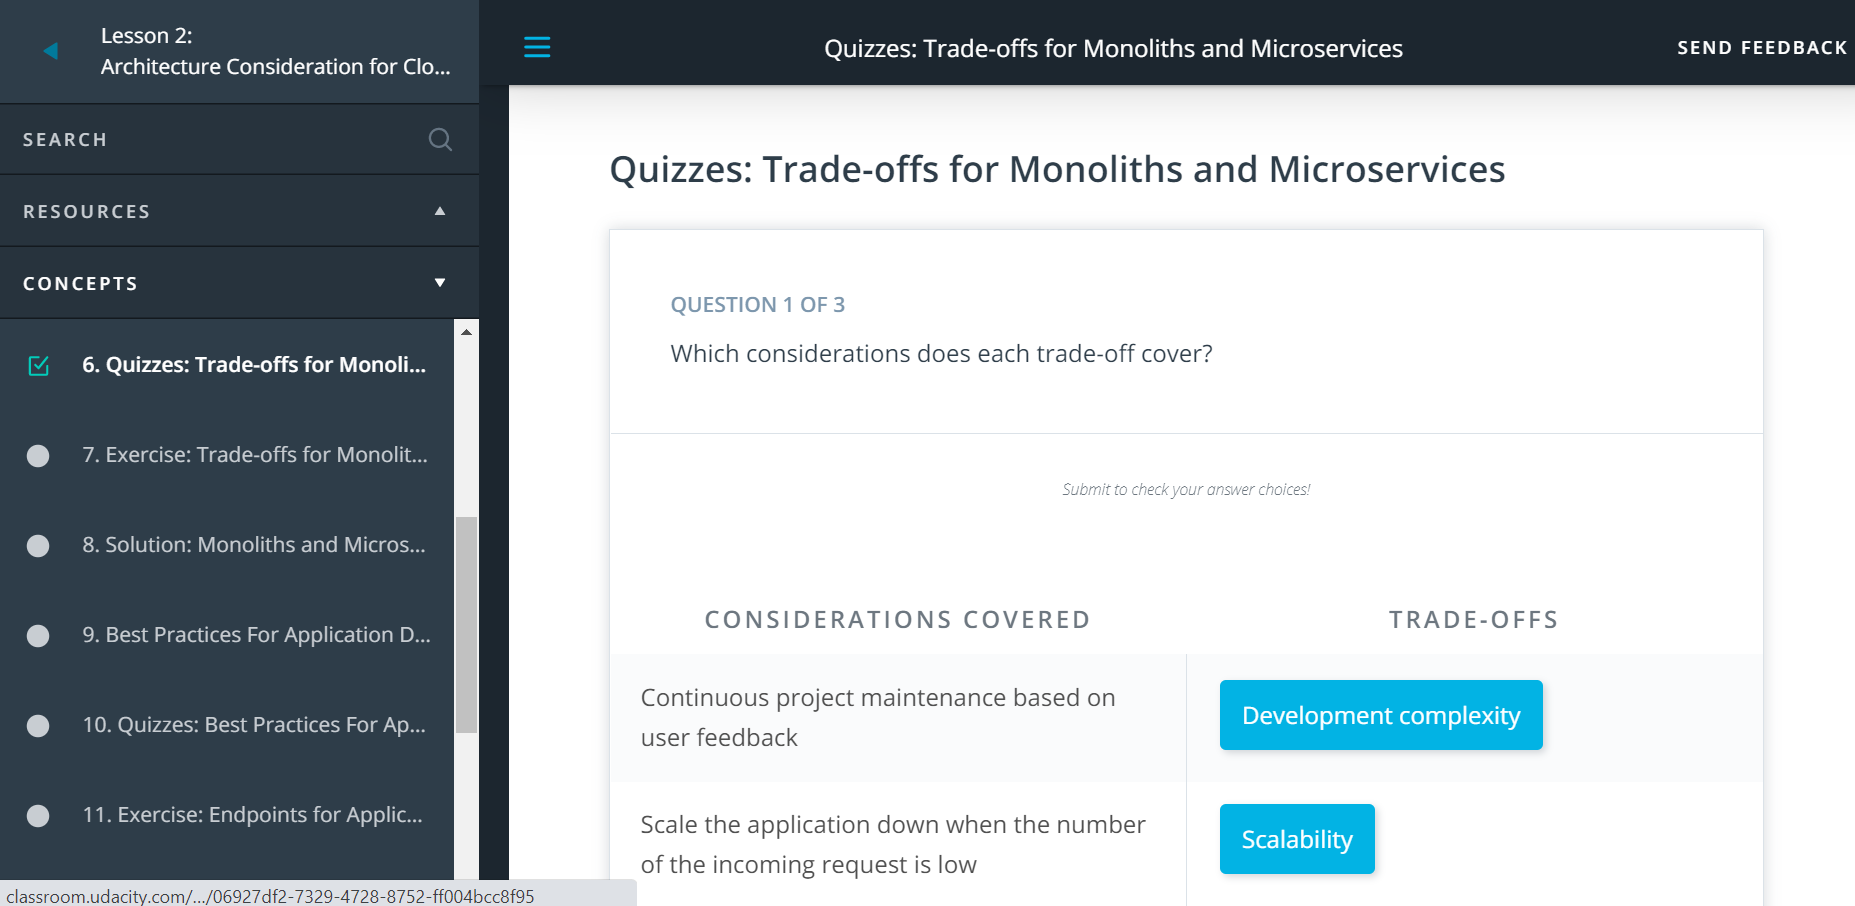 Lesson 2:
Architecture Consideration for Clo...
SEARCH
RESOURCES
CONCEPTS
6. Quizzes: Trade-offs for Monoli...
7. Exercise: Trade-offs for Monolit...
8. Solution: Monoliths and Micros...
9. Best Practices For Application D...
10. Quizzes: Best Practices For Ap...
11. Exercise: Endpoints for Applic...
classroom.udacity.com/.../06927df2-7329-4728-8752-ff004bcc8f95
Quizzes: Trade-offs for Monoliths and Microservices
SEND FEEDBACK
Quizzes: Trade-offs for Monoliths and Microservices
QUESTION 1 OF 3
Which considerations does each trade-off cover?
Submit to check your answer choices!
CONSIDERATIONS COVERED
TRADE-OFFS
Continuous project maintenance based on
user feedback
Development complexity
Scale the application down when the number
of the incoming request is low
Scalability